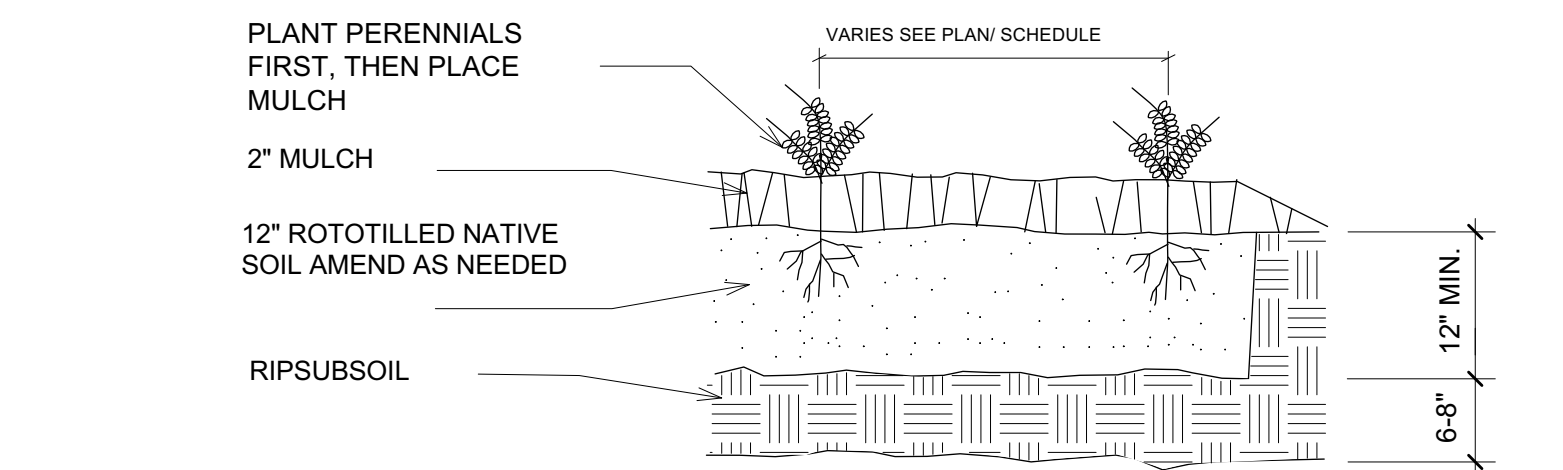 PLANT PERENNIALS
FIRST, THEN PLACE
MULCH
VARIES SEE PLAN/ SCHEDULE
2" MULCH
12" ROTOTILLED NATIVE
SOIL AMEND AS NEEDED
RIPSUBSOIL
12" MIN.
6-8"